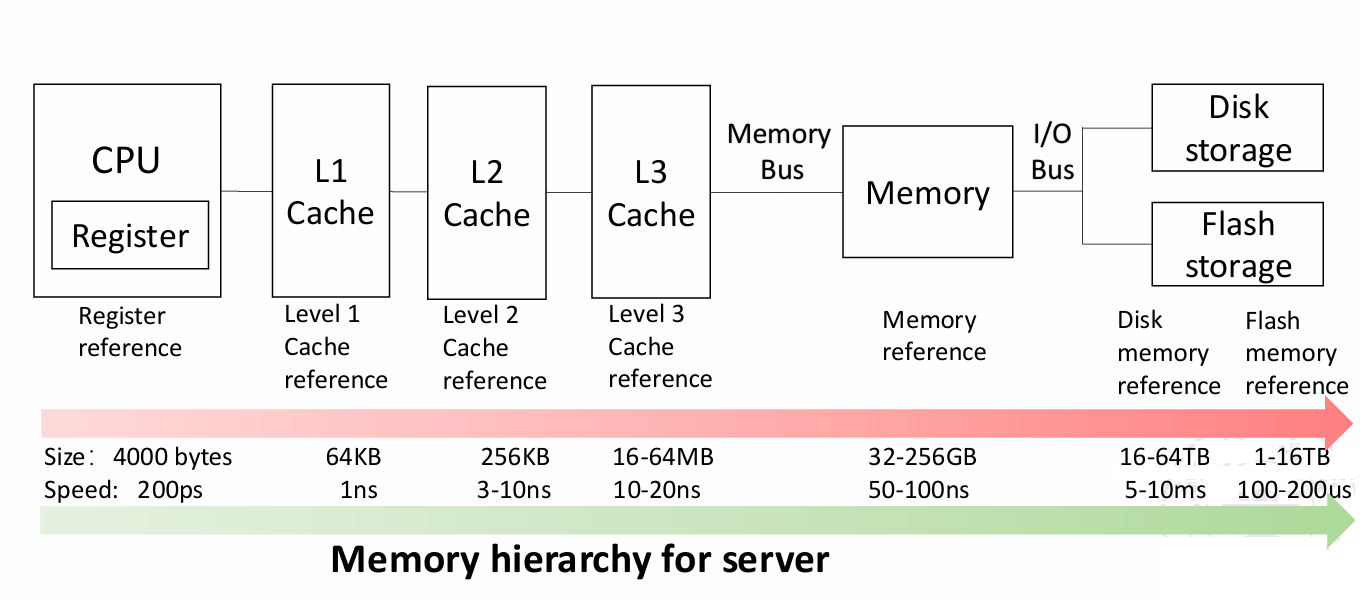 CPU
Register
L1
Cache
L2
Cache
L3
Cache
Memory
Bus
Memory
I/O
Bus
Disk
storage
Flash
storage
Register
reference
Level 1
Cache
reference
Level 2
Cache
reference
Level 3
Cache
reference
Memory
reference
Disk
memory
reference
Flash
memory
reference
Size: 4000 bytes 64KB 256KB 16-64MB 32-256GB 16-64TB 1-16TB
Speed: 200ps 1ns 3-10ns 10-20ns 50-100ns 5-10ms 100-200us
Memory hierarchy for server